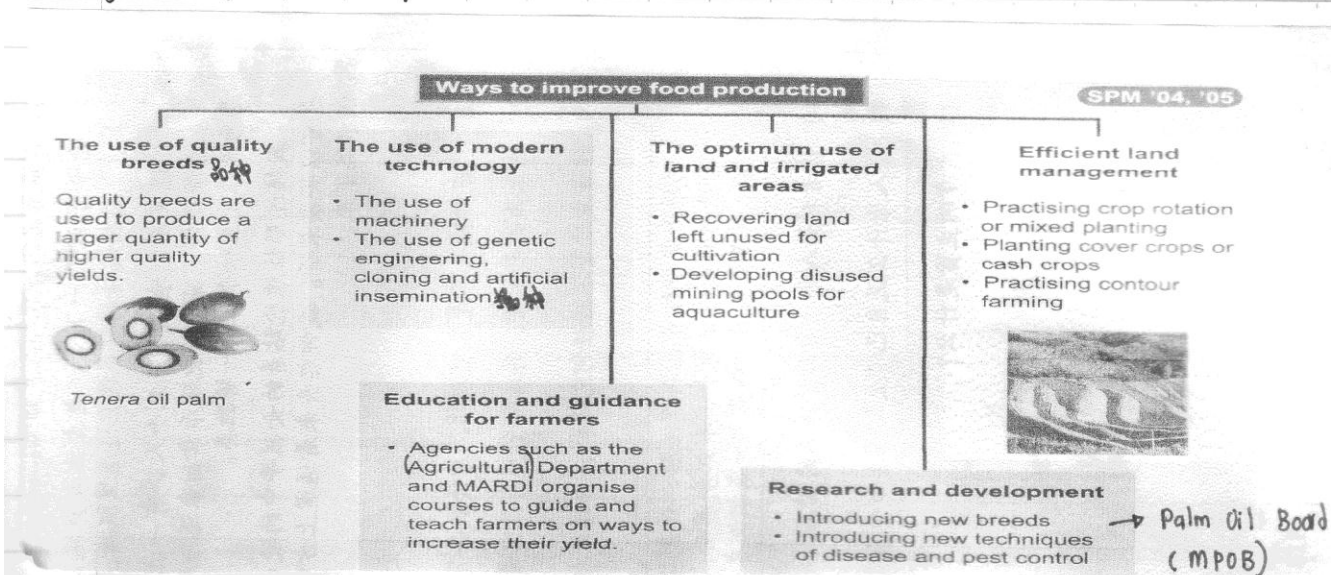 Ways to improve food production
SPM '04, '05
The use of quality
breeds 品种
Quality breeds are
used to produce a
larger quantity of
higher quality
yields.
Tenera oil palm
The use of modern
technology
• The use of
machinery
• The use of genetic
engineering,
cloning and artificial
insemination
Education and guidance
for farmers
• Agencies such as the
(Agricultural) Department
and MARDI organise
courses to guide and
teach farmers on ways to
increase their yield.
The optimum use of
land and irrigated
areas
• Recovering land
left unused for
cultivation
• Developing disused
mining pools for
aquaculture
Efficient land
management
• Practising crop rotation
or mixed planting
• Planting cover crops or
cash crops
• Practising contour
farming
Research and development
• Introducing new breeds
• Introducing new techniques
of disease and pest control
→ Palm Oil Board
(MPOB)